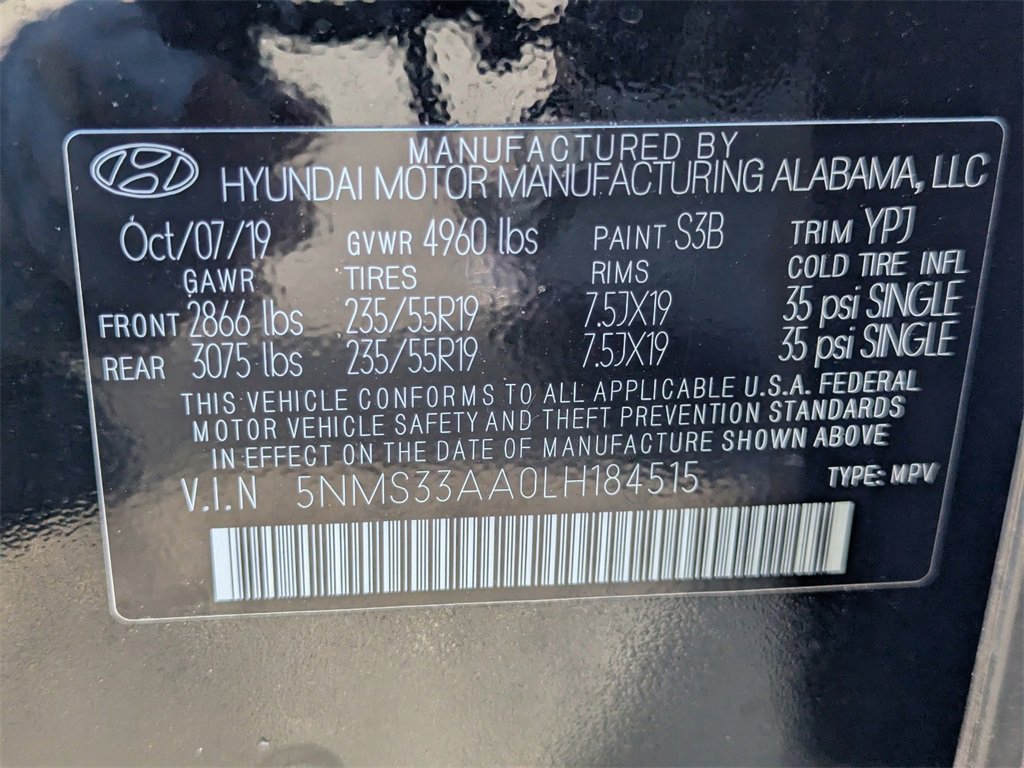 MANUFACTURED BY
HYUNDAI MOTOR MANUFACTURING ALABAMA, LLC
Oct/07/19 GVWR 4960 lbs PAINT S3B TRIM YPJ
GAWR TIRES RIMS COLD TIRE INFL
FRONT 2866 lbs 235/55R19 7.5JX19 35 psi SINGLE
REAR 3075 lbs 235/55R19 7.5JX19 35 psi SINGLE
THIS VEHICLE CONFORMS TO ALL APPLICABLE U.S.A. FEDERAL
MOTOR VEHICLE SAFETY AND THEFT PREVENTION STANDARDS
IN EFFECT ON THE DATE OF MANUFACTURE SHOWN ABOVE
V.I.N 5NMS33AA0LH184515 TYPE: MPV